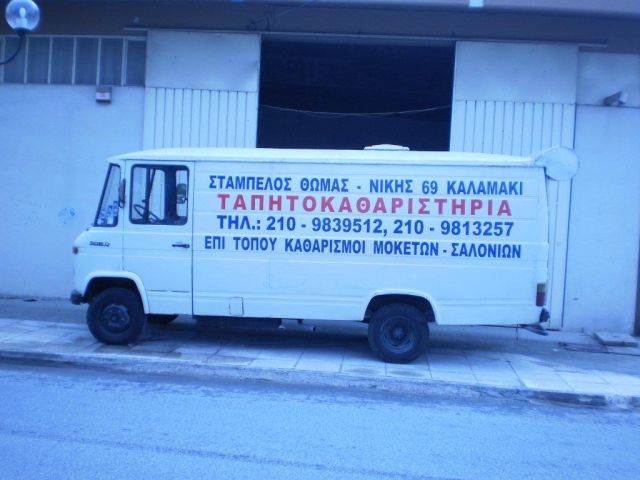 ΣΤΑΜΠΕΛΟΣ ΘΩΜΑΣ - ΝΙΚΗΣ 69 ΚΑΛΑΜΑΚΙ
ΤΑΠΗΤΟΚΑΘΑΡΙΣΤΗΡΙΑ
ΤΗΛ.: 210 - 9839512, 210 - 9813257
ΕΠΙ ΤΟΠΟΥ ΚΑΘΑΡΙΣΜΟΙ ΜΟΚΕΤΩΝ - ΣΑΛΟΝΙΩΝ